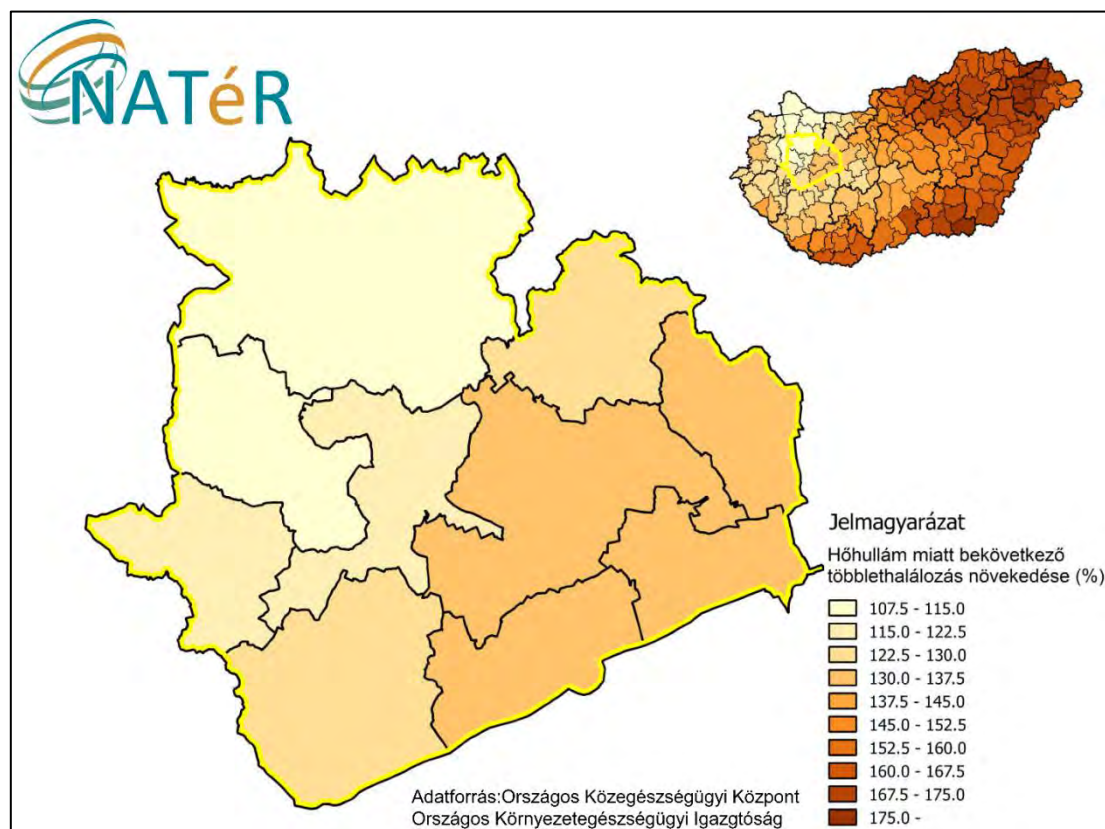 NATéR
Jelmagyarázat
Hőhullám miatt bekövetkező
többlethalálozás növekedése (%)
107.5 - 115.0
115.0 - 122.5
122.5 - 130.0
130.0 - 137.5
137.5 - 145.0
145.0 - 152.5
152.5 - 160.0
160.0 - 167.5
167.5 - 175.0
175.0 -
Adatforrás:Országos Közegészségügyi Központ
Országos Környezetegészségügyi Igazgtóság